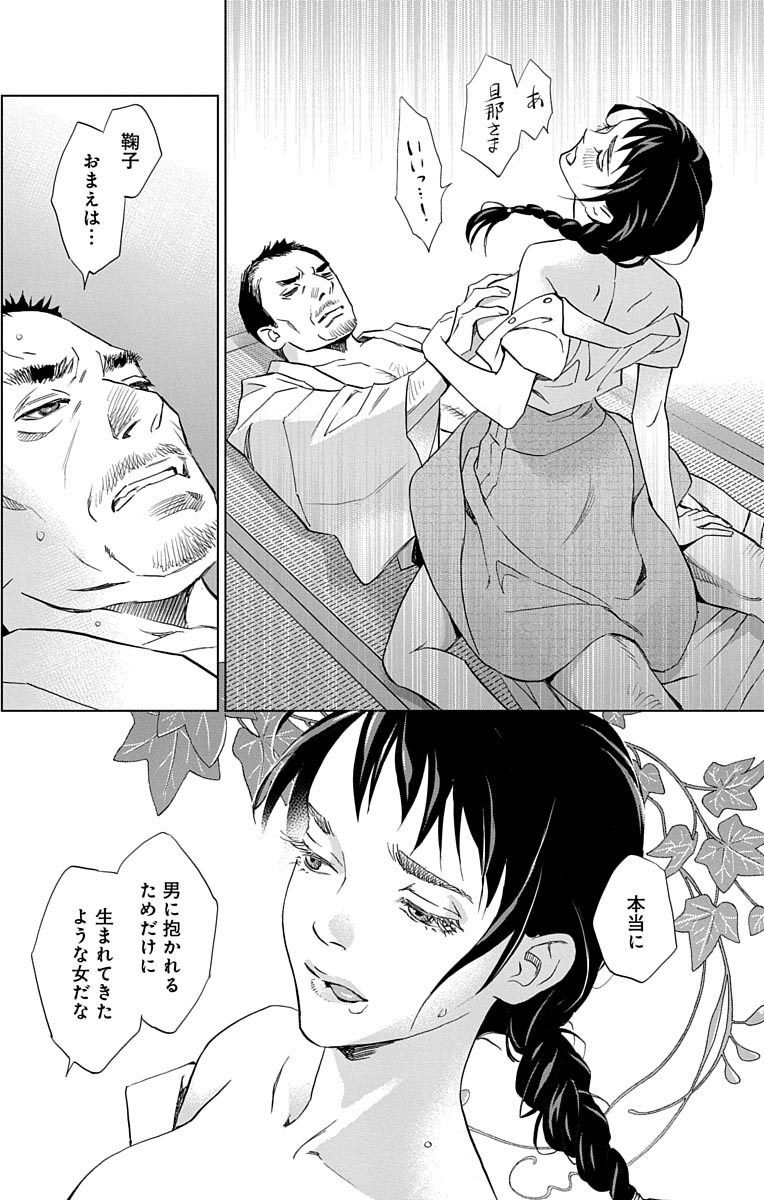 あ
旦那さま
いいっ…！
鞠子
おまえは…
本当に
男に抱かれる
ためだけに
生まれてきた
ような女だな